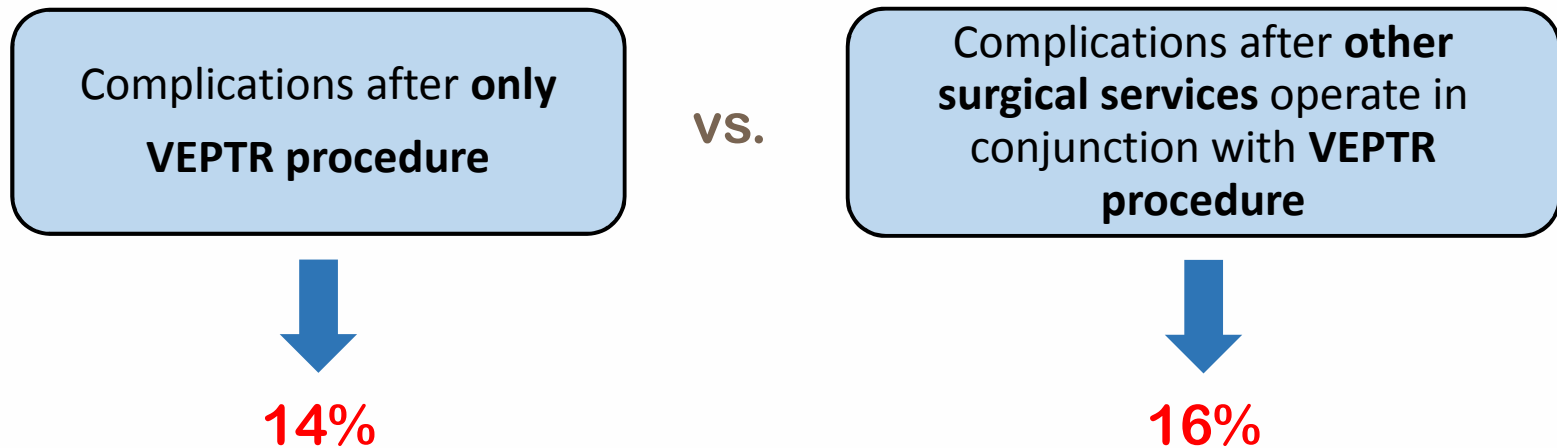 Complications after only
VEPTR procedure
vs.
Complications after other
surgical services operate in
conjunction with VEPTR
procedure
14%
16%